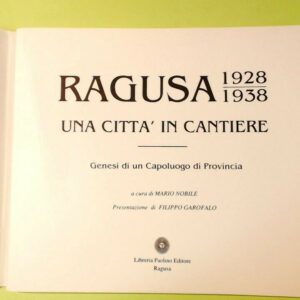 RAGUSA 1928
1938
UNA CITTA' IN CANTIERE
Genesi di un Capoluogo di Provincia
a cura di MARIO NOBILE
Presentazione di FILIPPO GAROFALO
Libreria Paolino Editore
Ragusa